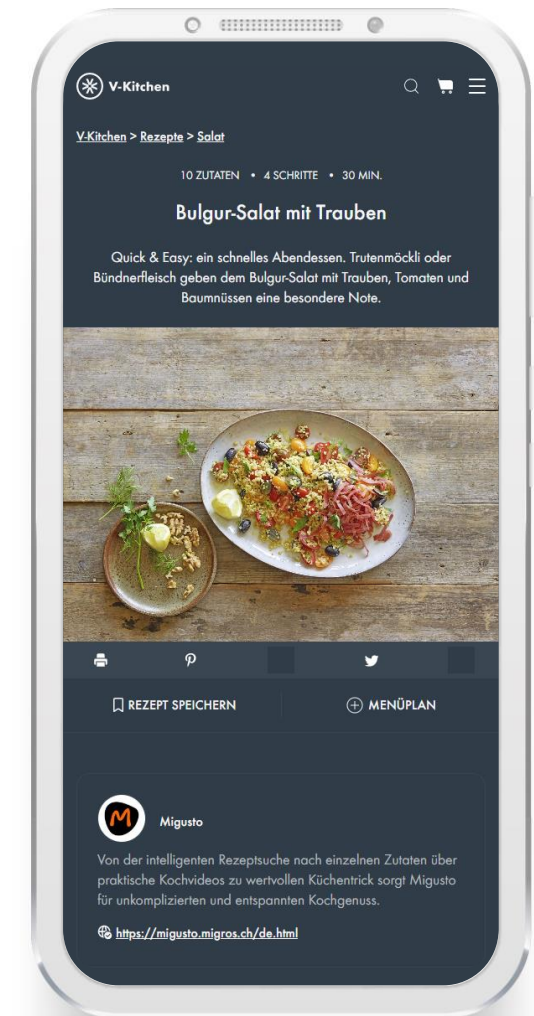 V-Kitchen
V-Kitchen > Rezepte > Salat
10 ZUTATEN • 4 SCHRITTE • 30 MIN.
Bulgur-Salat mit Trauben
Quick & Easy: ein schnelles Abendessen. Trutenmöckli oder
Bündnerfleisch geben dem Bulgur-Salat mit Trauben, Tomaten und
Baumnüssen eine besondere Note.
REZEPT SPEICHERN
MENÜPLAN
M
Migusto
Von der intelligenten Rezeptsuche nach einzelnen Zutaten über
praktische Kochvideos zu wertvollen Küchentrick sorgt Migusto
für unkomplizierten und entspannten Kochgenuss.
https://migusto.migros.ch/de.html